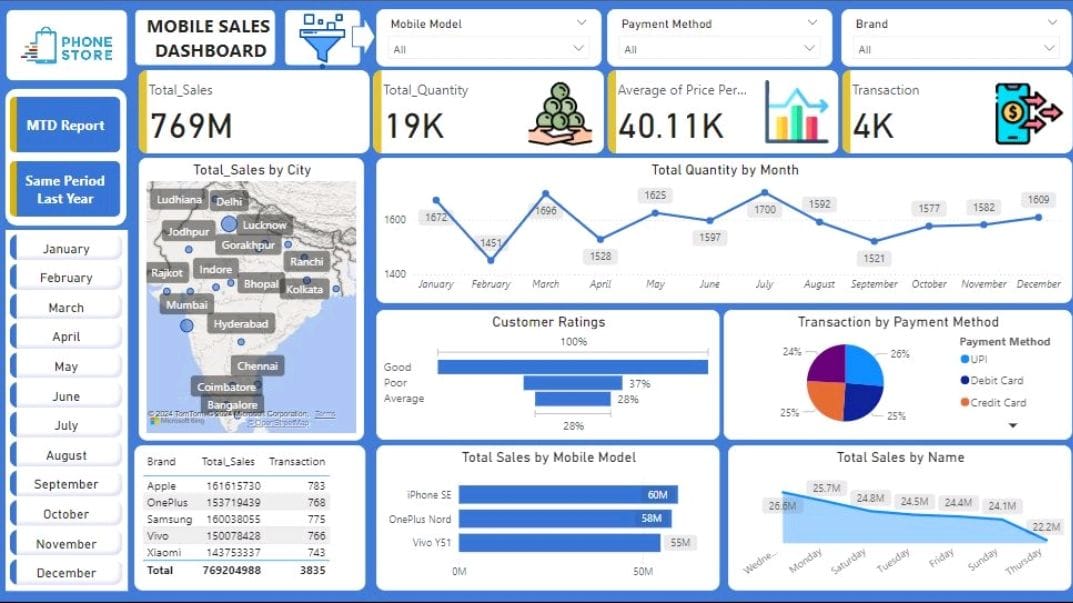 PHONE
STORE
MOBILE SALES
DASHBOARD
Mobile Model
All
Payment Method
All
Brand
All
MTD Report
Same Period
Last Year
January
February
March
April
May
June
July
August
September
October
November
December
Total_Sales
769M
Total_Quantity
19K
Average of Price Per...
40.11K
Transaction
4K
Total_Sales by City
Ludhiana
Delhi
Jodhpur
Lucknow
Gorakhpur
Rajkot
Indore
Ranchi
Bhopal
Kolkata
Mumbai
Hyderabad
Chennai
Coimbatore
Bangalore
© 2024 TomTom, © 2024 Microsoft Corporation, Terms
© OpenStreetMap
Microsoft Bing
Total Quantity by Month
1600
1400
1672
1451
1696
1528
1625
1597
1700
1592
1521
1577
1582
1609
January February March April May June July August September October November December
Customer Ratings
100%
Good
Poor
37%
Average
28%
28%
Transaction by Payment Method
24%
26%
25%
25%
Payment Method
UPI
Debit Card
Credit Card
Brand Total_Sales Transaction
Apple 161615730 783
OnePlus 153719439 768
Samsung 160038055 775
Vivo 150078428 766
Xiaomi 143753337 743
Total 769204988 3835
Total Sales by Mobile Model
iPhone SE 60M
OnePlus Nord 58M
Vivo Y51 55M
0M 50M
Total Sales by Name
26.6M
25.7M
24.8M
24.5M
24.4M
24.1M
22.2M
Wedne... Monday Saturday Tuesday Friday Sunday Thursday